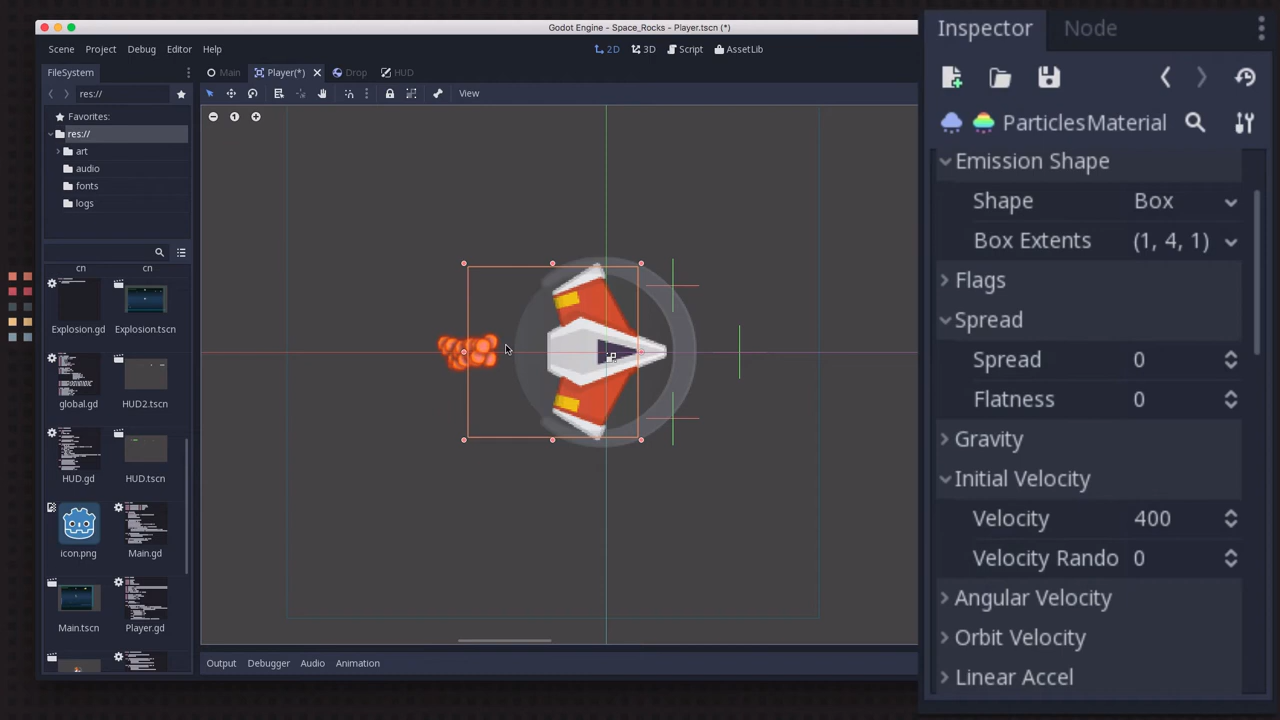 Godot Engine - Space_Rocks - Player.tscn (*)
Scene Project Debug Editor Help
2D 3D Script AssetLib
FileSystem
Main Player(*) Drop HUD
res://
View
Favorites:
res://
art
audio
fonts
logs
cn cn
Explosion.gd Explosion.tscn
global.gd HUD2.tscn
HUD.gd HUD.tscn
icon.png Main.gd
Main.tscn Player.gd
Output Debugger Audio Animation
Inspector Node
ParticlesMaterial
Emission Shape
Shape Box
Box Extents (1, 4, 1)
Flags
Spread
Spread 0
Flatness 0
Gravity
Initial Velocity
Velocity 400
Velocity Rando 0
Angular Velocity
Orbit Velocity
Linear Accel